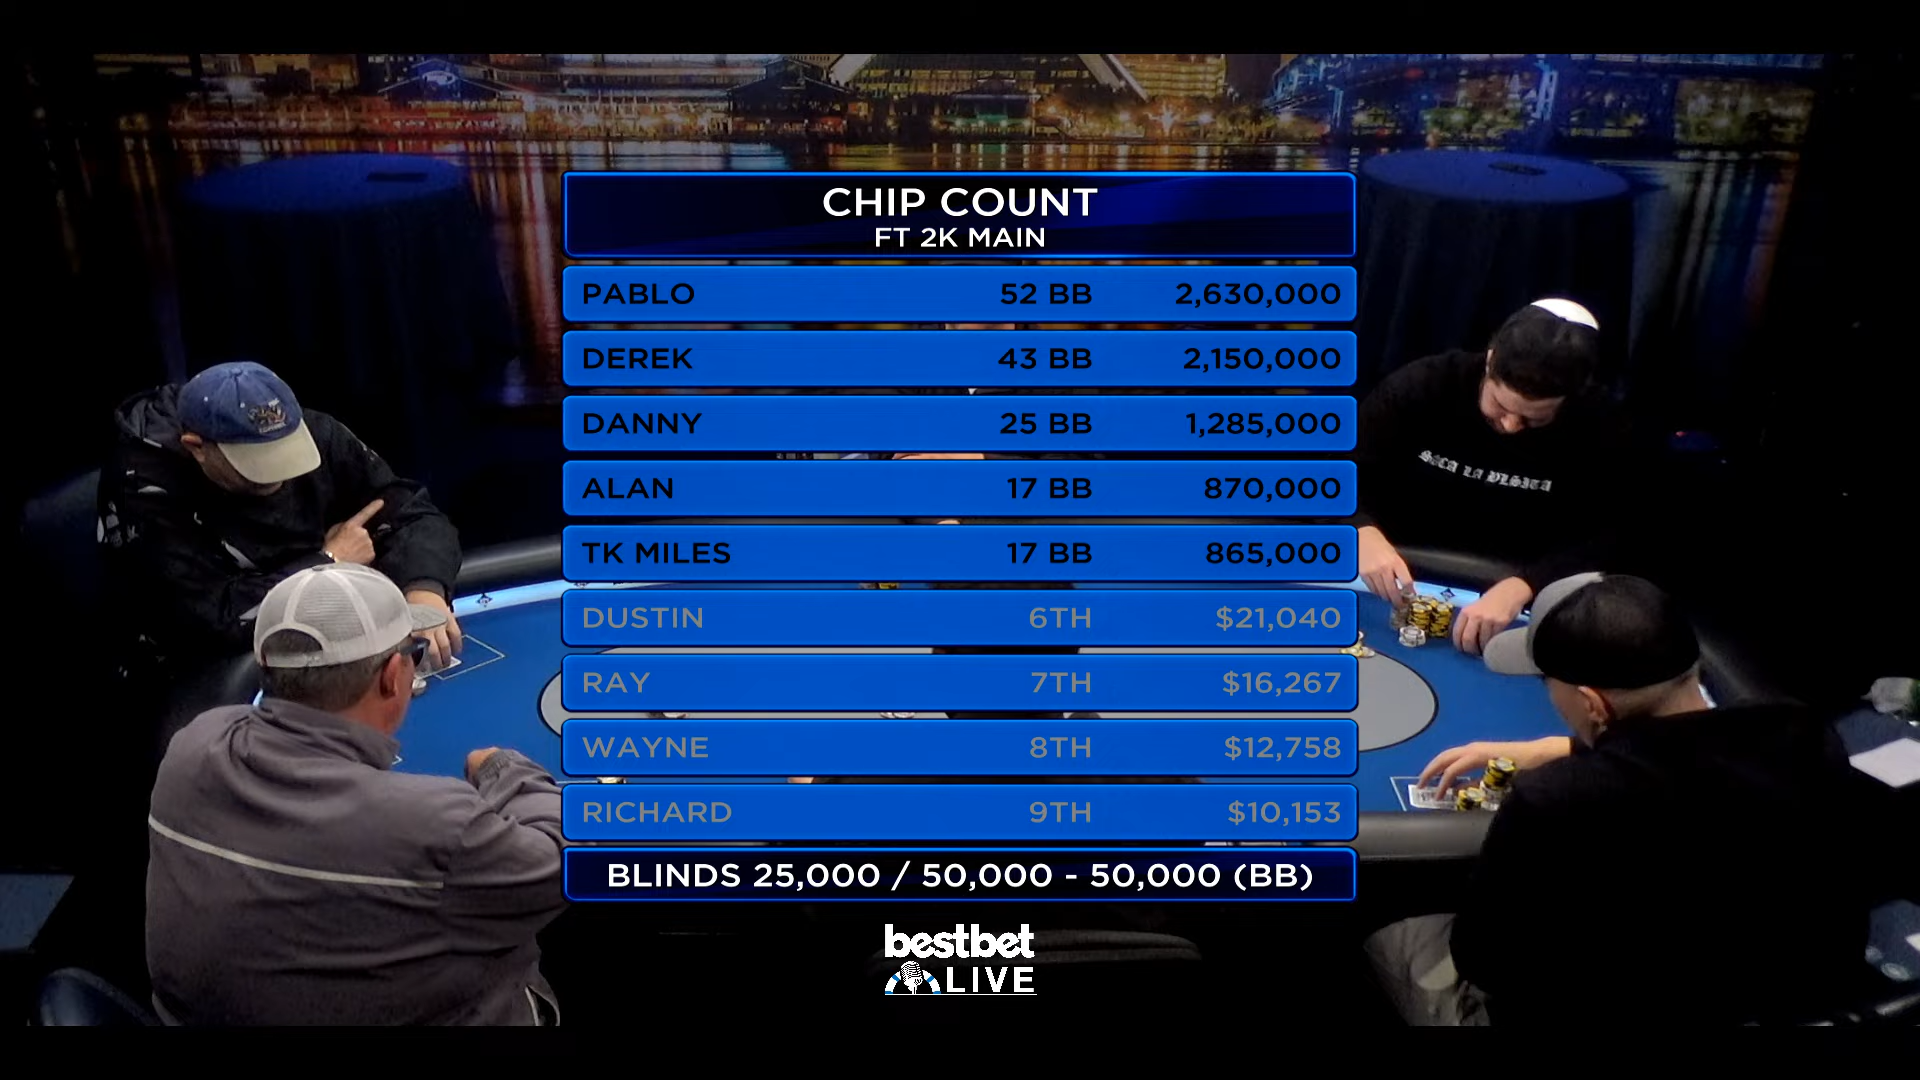 CHIP COUNT
FT 2K MAIN
PABLO 52 BB 2,630,000
DEREK 43 BB 2,150,000
DANNY 25 BB 1,285,000
ALAN 17 BB 870,000
TK MILES 17 BB 865,000
DUSTIN 6TH $21,040
RAY 7TH $16,267
WAYNE 8TH $12,758
RICHARD 9TH $10,153
BLINDS 25,000 / 50,000 - 50,000 (BB)
bestbet
LIVE